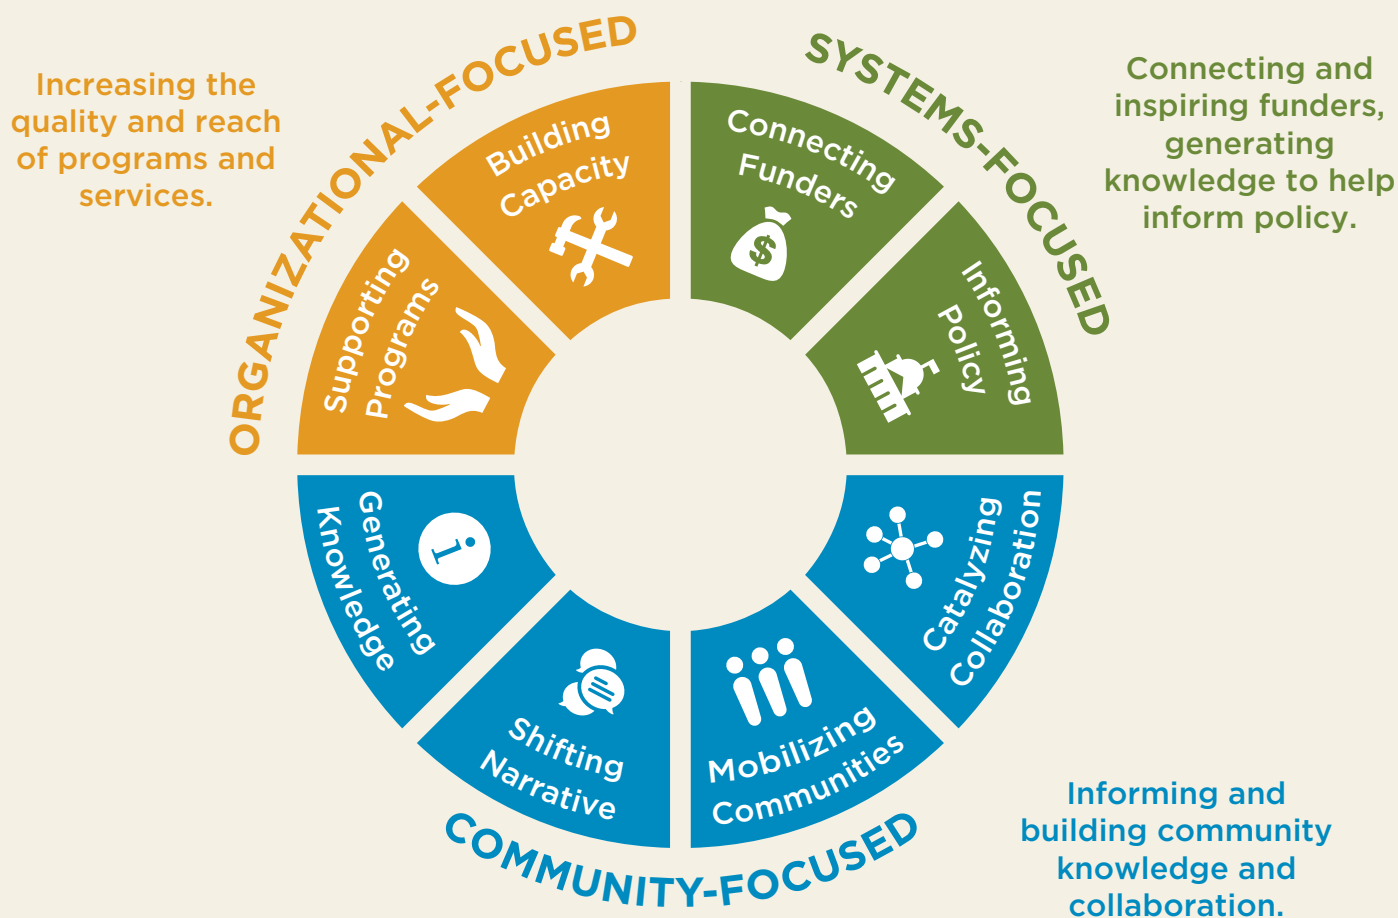 ORGANIZATIONAL-FOCUSED
Increasing the
quality and reach
of programs and
services.
Building
Capacity
Supporting
Programs
SYSTEMS-FOCUSED
Connecting and
inspiring funders,
generating
knowledge to help
inform policy.
Connecting
Funders
$
Informing
Policy
Generating
Knowledge
i
Shifting
Narrative
Mobilizing
Communities
Catalyzing
Collaboration
COMMUNITY-FOCUSED
Informing and
building community
knowledge and
collaboration.